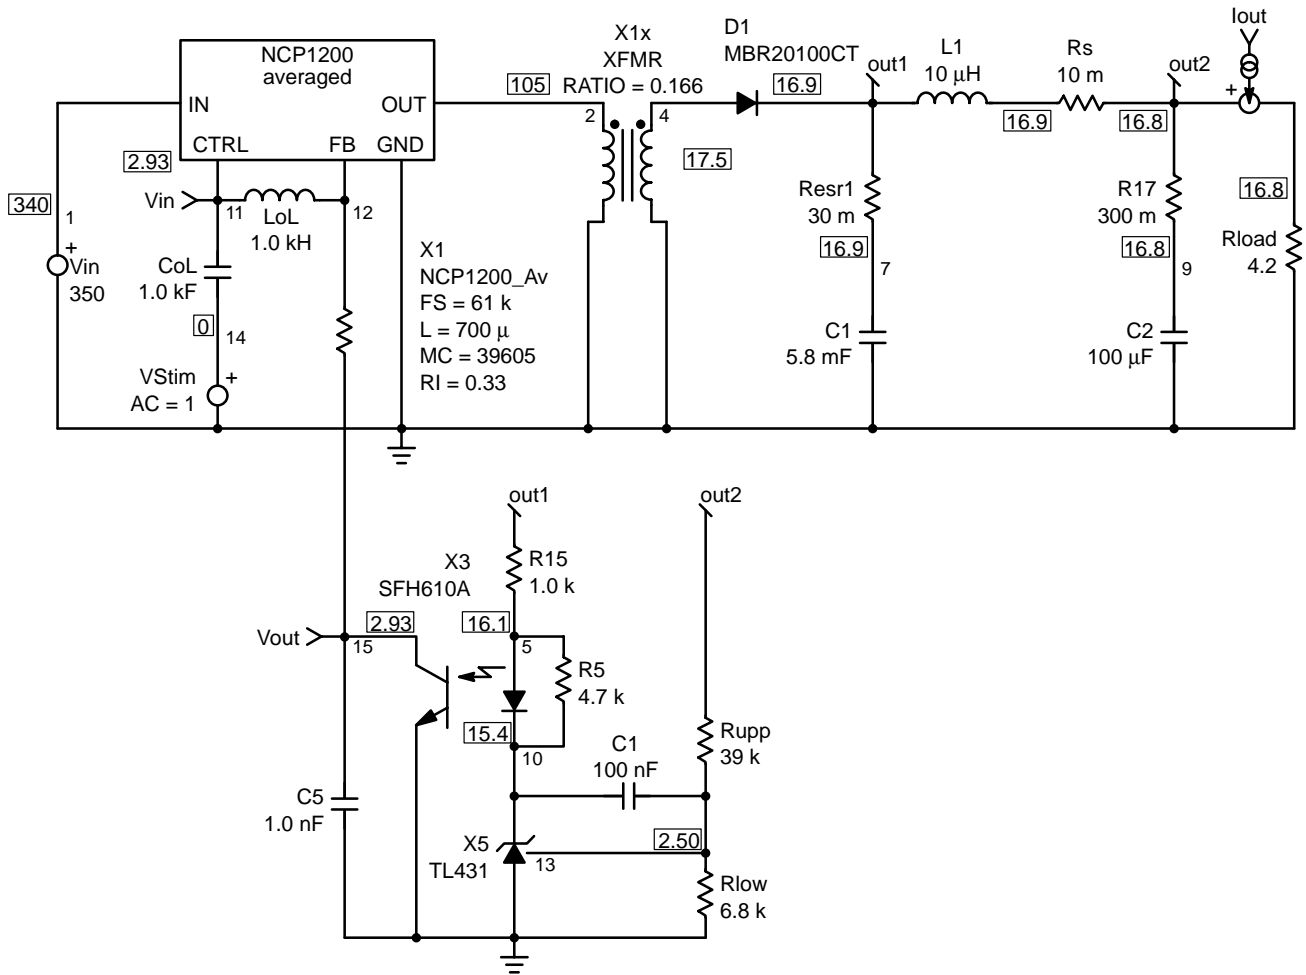 Iout
X1x
XFMR
RATIO = 0.166
D1
MBR20100CT
L1
10 μH
Rs
10 m
out1
out2
NCP1200
averaged
IN
OUT
CTRL
FB
GND
105
16.9
16.9
16.8
+
2
4
17.5
2.93
340
1
Vin
11
LoL
1.0 kH
12
+
Vin
350
CoL
1.0 kF
0
14
VStim
AC = 1
+
X1
NCP1200_Av
FS = 61 k
L = 700 μ
MC = 39605
RI = 0.33
Resr1
30 m
16.9
7
C1
5.8 mF
R17
300 m
16.8
9
C2
100 μF
16.8
Rload
4.2
out1
out2
X3
SFH610A
R15
1.0 k
Vout
2.93
15
16.1
5
R5
4.7 k
15.4
10
C1
100 nF
Rupp
39 k
C5
1.0 nF
X5
TL431
13
2.50
Rlow
6.8 k